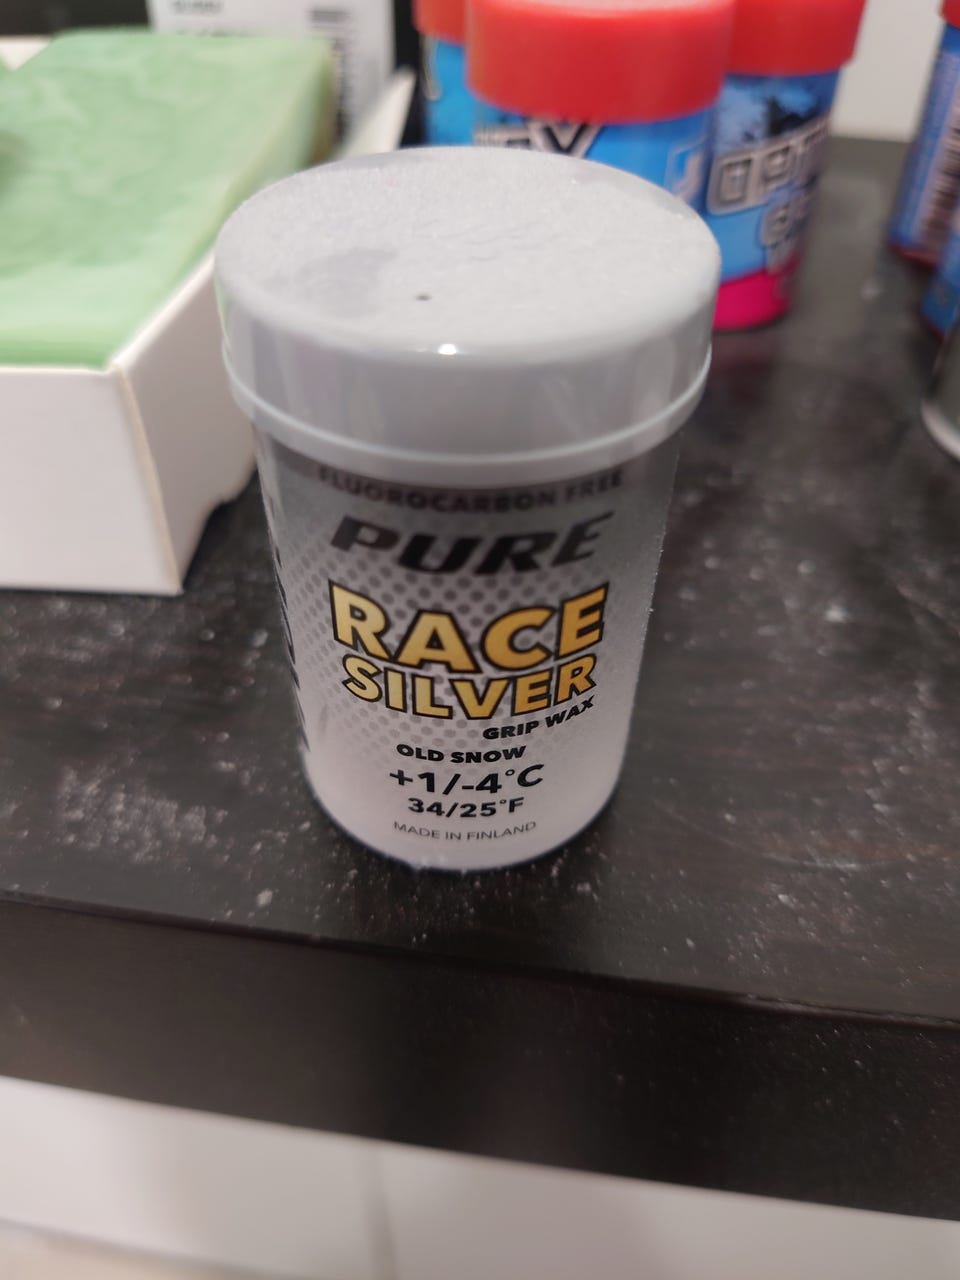 FLUOROCARBON FREE
PURE
RACE
SILVER
GRIP WAX
OLD SNOW
+1/-4°C
34/25°F
MADE IN FINLAND